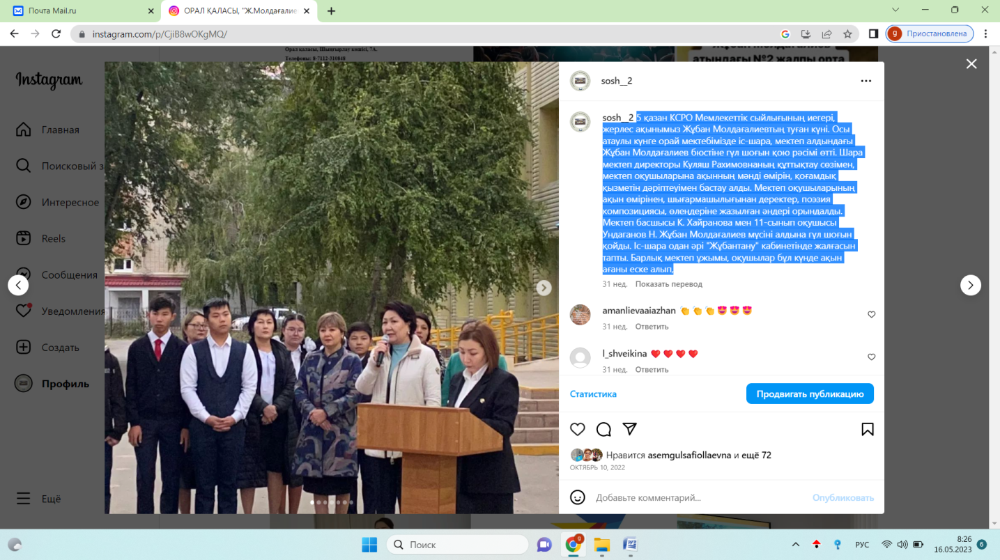 Почта Mail.ru
ОРАЛ ҚАЛАСЫ, "Ж.Молдағалие
instagram.com/p/CjiB8wOKgMQ/
g Приостановлена
Орал қаласы, Шыңғырлау көшісі, 7А.
Телефоны: 8-7112-510848
атындағы №2 жалпы орта
Instagram
Главная
Поисковый з
Интересное
Reels
Сообщения
Уведомления
Создать
Профиль
Ещё
sosh__2
sosh__2 5 қазан КСРО Мемлекеттік сыйлығының иегері,
жерлес ақынымыз Жұбан Молдағалиевтың туған күні. Осы
атаулы күнге орай мектебімізде іс-шара, мектеп алдындағы
Жұбан Молдағалиев бюстіне гүл шоғын қою рәсімі өтті. Шара
мектеп директоры Куляш Рахимовнаның құттықтау сөзімен,
мектеп оқушыларына ақынның мәнді өмірін, қоғамдық
қызметін дәріптеуімен бастау алды. Мектеп оқушыларының
ақын өмірінен, шығармашылығынан деректер, поэзия
композициясы, өлеңдеріне жазылған әндері орындалды.
Мектеп басшысы К. Хайранова мен 11-сынып оқушысы
Ундаганов Н. Жұбан Молдағалиев мүсіні алдына гүл шоғын
қойды. Іс-шара одан әрі "Жұбантану" кабинетінде жалғасын
тапты. Барлық мектеп ұжымы, оқушылар бұл күнде ақын
ағаны еске алып,
31 нед. Показать перевод
amanlievaaiazhan 👏👏👏😍😍😍
31 нед. Ответить
l_shveikina ❤️❤️❤️❤️
31 нед. Ответить
Статистика
Продвигать публикацию
Нравится asemgulsafiollaevna и ещё 72
ОКТЯБРЬ 10, 2022
Добавьте комментарий...
Опубликовать
Поиск
g
РУС
8:26
16.05.2023
6